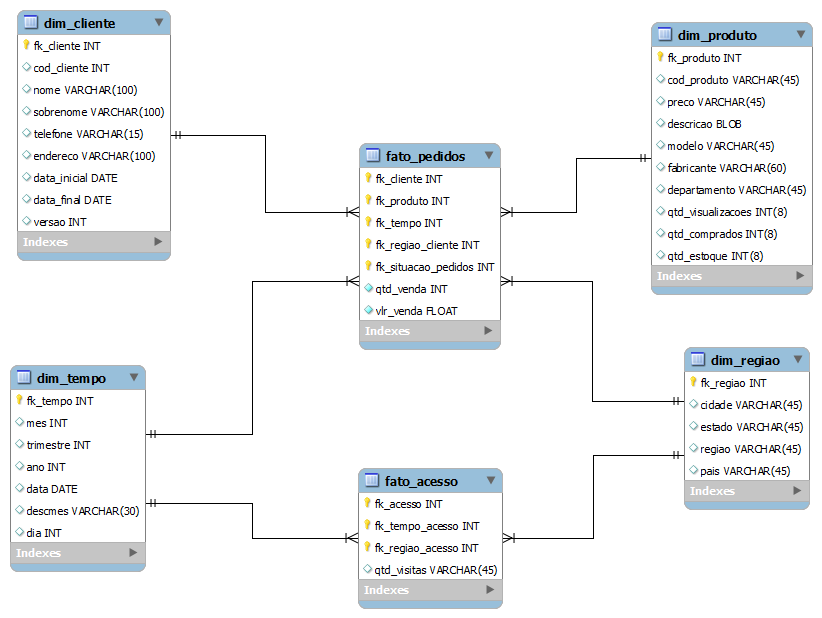 dim_cliente
fk_cliente INT
cod_cliente INT
nome VARCHAR(100)
sobrenome VARCHAR(100)
telefone VARCHAR(15)
endereco VARCHAR(100)
data_inicial DATE
data_final DATE
versao INT
Indexes
dim_produto
fk_produto INT
cod_produto VARCHAR(45)
preco VARCHAR(45)
descricao BLOB
modelo VARCHAR(45)
fabricante VARCHAR(60)
departamento VARCHAR(45)
qtd_visualizacoes INT(8)
qtd_comprados INT(8)
qtd_estoque INT(8)
Indexes
fato_pedidos
fk_cliente INT
fk_produto INT
fk_tempo INT
fk_regiao_cliente INT
fk_situacao_pedidos INT
qtd_venda INT
vlr_venda FLOAT
Indexes
dim_tempo
fk_tempo INT
mes INT
trimestre INT
ano INT
data DATE
descmes VARCHAR(30)
dia INT
Indexes
dim_regiao
fk_regiao INT
cidade VARCHAR(45)
estado VARCHAR(45)
regiao VARCHAR(45)
pais VARCHAR(45)
Indexes
fato_acesso
fk_acesso INT
fk_tempo_acesso INT
fk_regiao_acesso INT
qtd_visitas VARCHAR(45)
Indexes